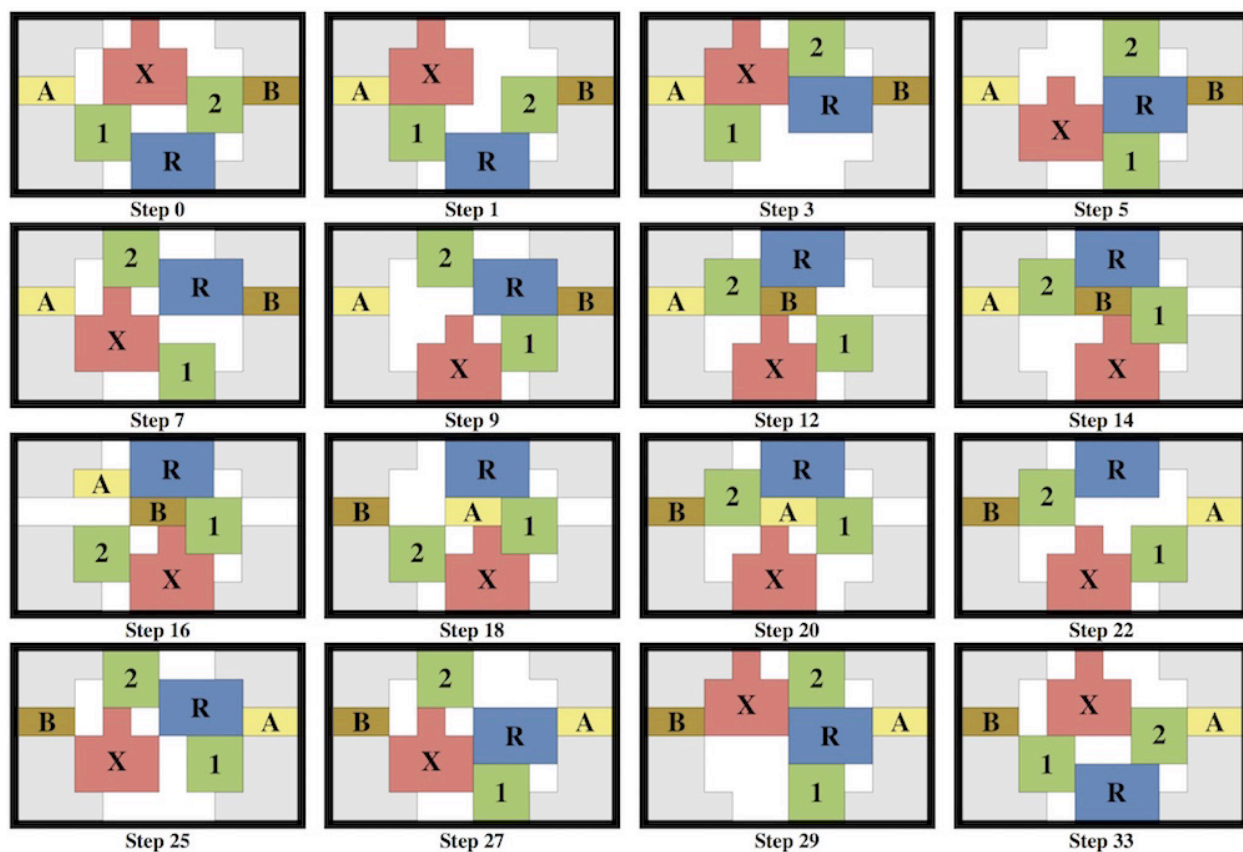 X
A 2 B
1
R
Step 0
X
A 2 B
1
R
Step 1
2
X
A B
R
1
Step 3
2
A B
R
X
1
Step 5
2
R
A B
X
1
Step 7
2
R
A B
1
X
Step 9
R
2
A B
1
X
Step 12
R
2
A B
1
X
Step 14
R
A
B 1
2
X
Step 16
R
B A 1
2
X
Step 18
R
2
B A 1
X
Step 20
R
2
B A
1
X
Step 22
2
R
B A
X 1
Step 25
2
B A
R
X
1
Step 27
2
X
B A
R
1
Step 29
X
B 2 A
1
R
Step 33